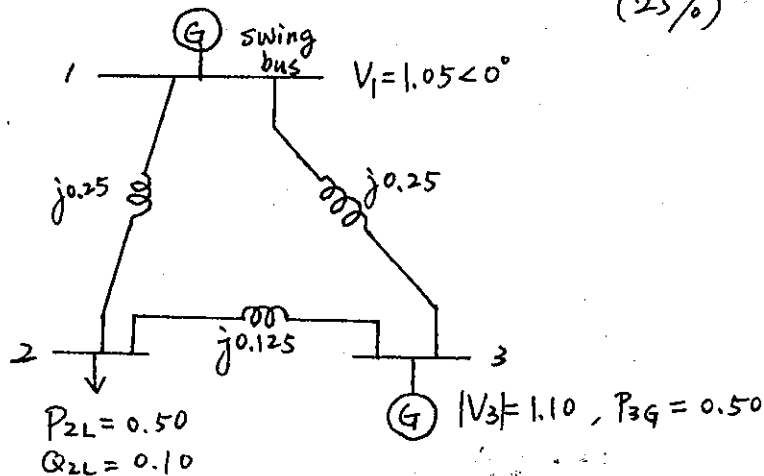 (25%)
G swing
bus
1 V₁=1.05<0°
j0.25 j0.25
j0.125
2 3
G |V₃|=1.10 , P₃G = 0.50
P₂L = 0.50
Q₂L = 0.10